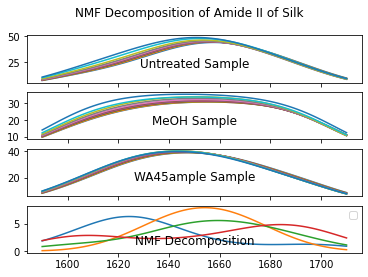 NMF Decomposition of Amide II of Silk
50
25
Untreated Sample
30
20
10
MeOH Sample
40
20
WA45ample Sample
5
0
NMF Decomposition
1600 1620 1640 1660 1680 1700